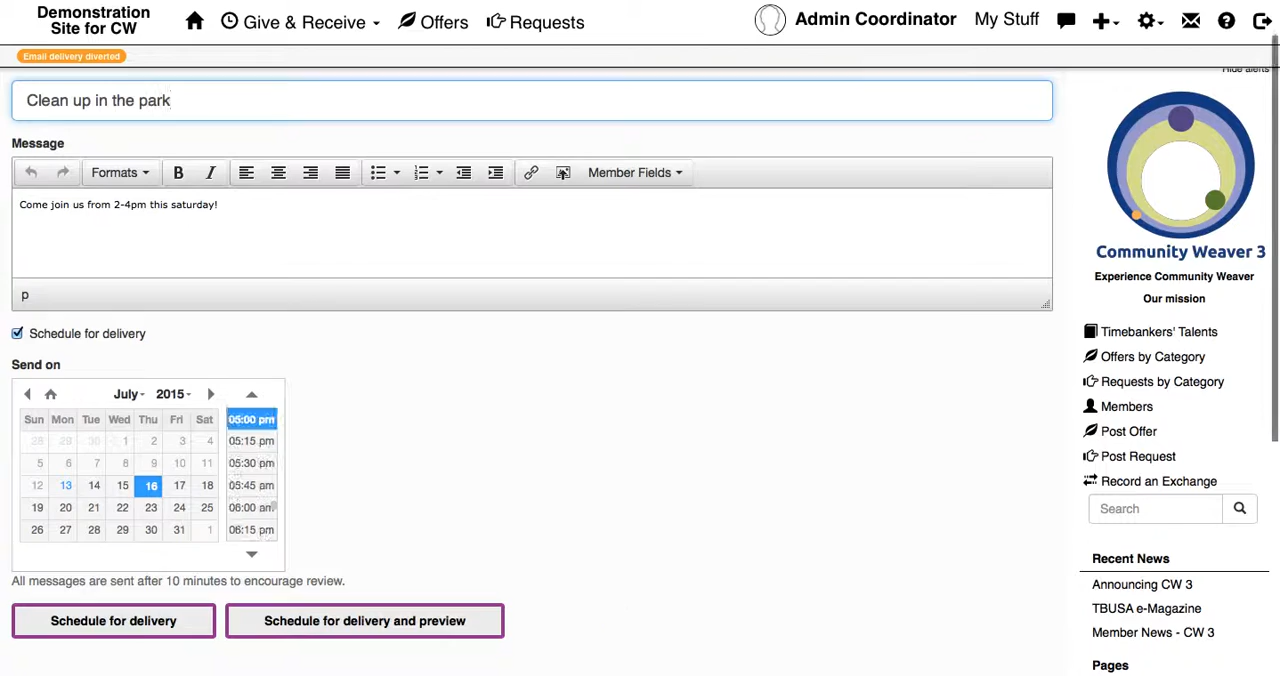 Demonstration
Site for CW
Give & Receive
Offers
Requests
Admin Coordinator
My Stuff
Email delivery diverted
Hide alerts
Clean up in the park
Message
Formats
B
I
Member Fields
Come join us from 2-4pm this saturday!
p
Schedule for delivery
Send on
July
2015
Sun Mon Tue Wed Thu Fri Sat
28 29 30 1 2 3 4
5 6 7 8 9 10 11
12 13 14 15 16 17 18
19 20 21 22 23 24 25
26 27 28 29 30 31 1
05:00 pm
05:15 pm
05:30 pm
05:45 pm
06:00 am
06:15 pm
All messages are sent after 10 minutes to encourage review.
Schedule for delivery
Schedule for delivery and preview
Community Weaver 3
Experience Community Weaver
Our mission
Timebankers' Talents
Offers by Category
Requests by Category
Members
Post Offer
Post Request
Record an Exchange
Search
Recent News
Announcing CW 3
TBUSA e-Magazine
Member News - CW 3
Pages